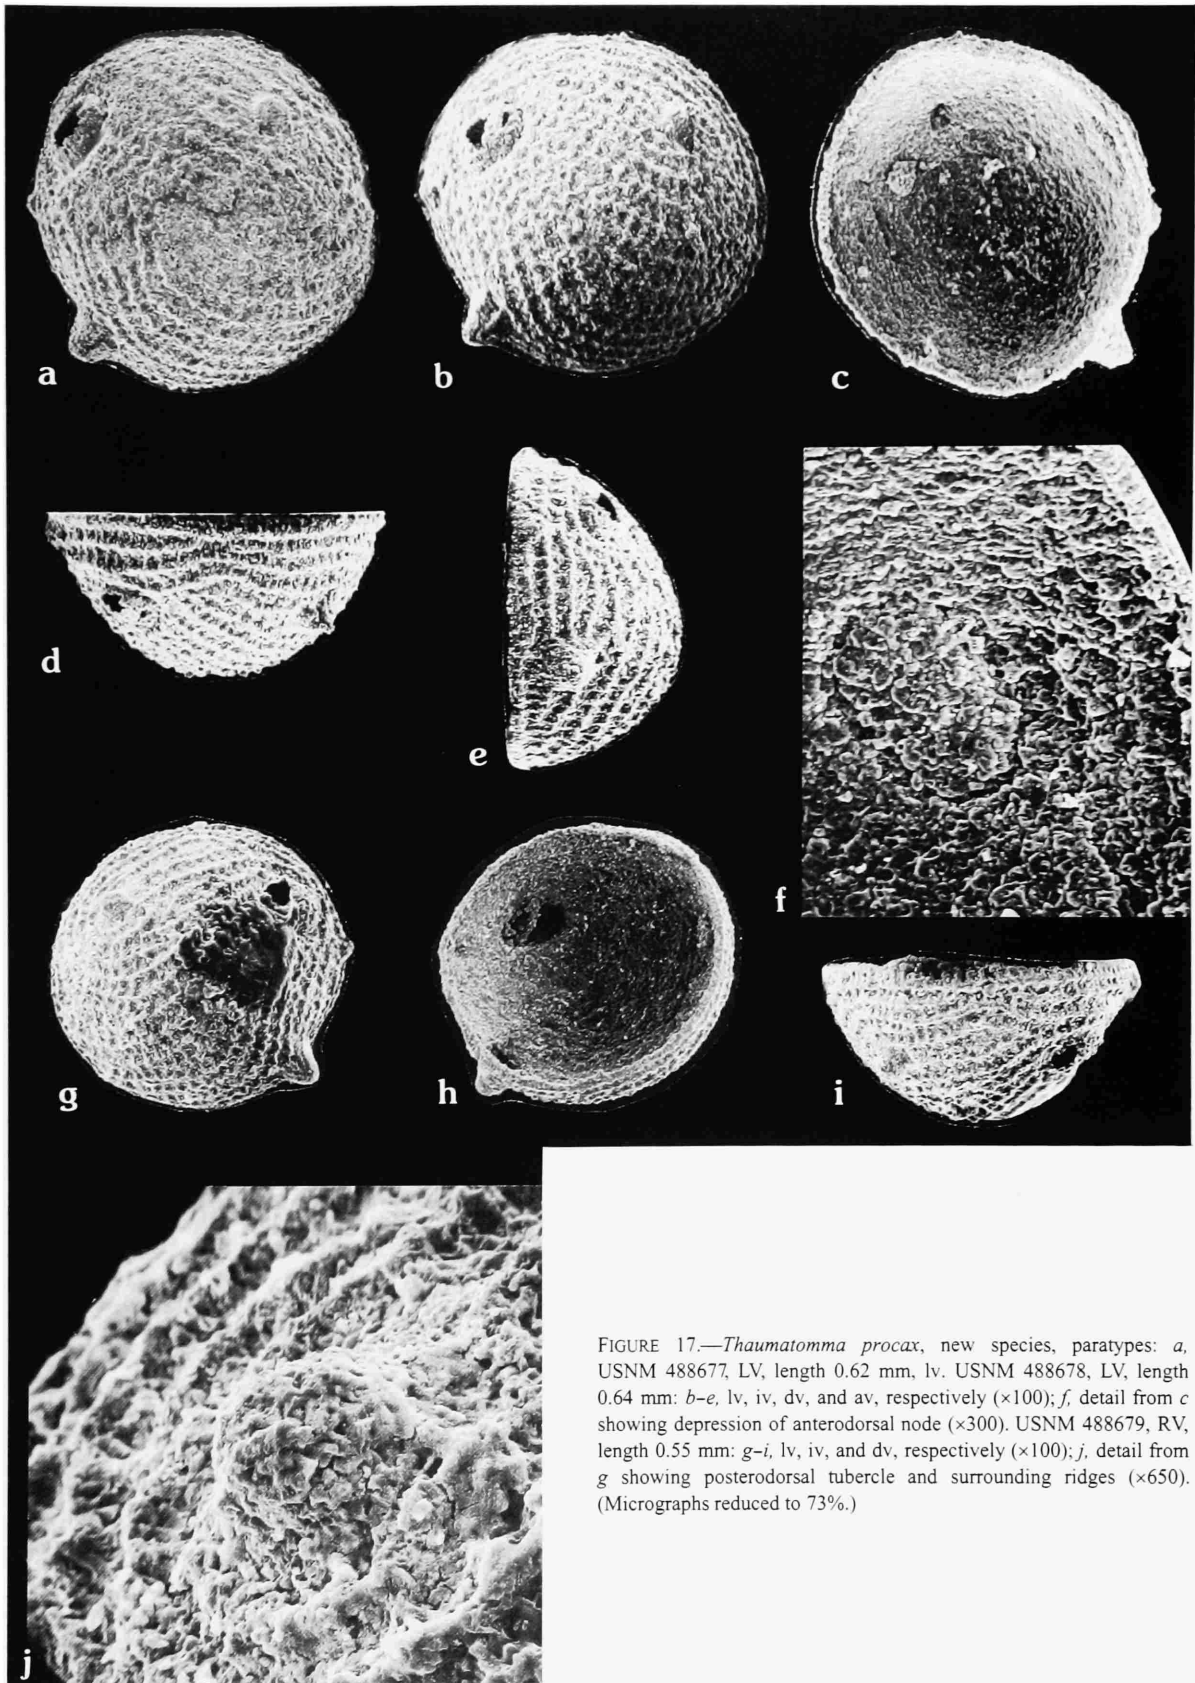 a
b
c
d
e
f
g
h
i
j
FIGURE 17.—Thaumatomma procax, new species, paratypes: a,
USNM 488677, LV, length 0.62 mm, lv. USNM 488678, LV, length
0.64 mm: b–e, lv, iv, dv, and av, respectively (×100); f, detail from c
showing depression of anterodorsal node (×300). USNM 488679, RV,
length 0.55 mm: g–i, lv, iv, and dv, respectively (×100); j, detail from
g showing posterodorsal tubercle and surrounding ridges (×650).
(Micrographs reduced to 73%.)